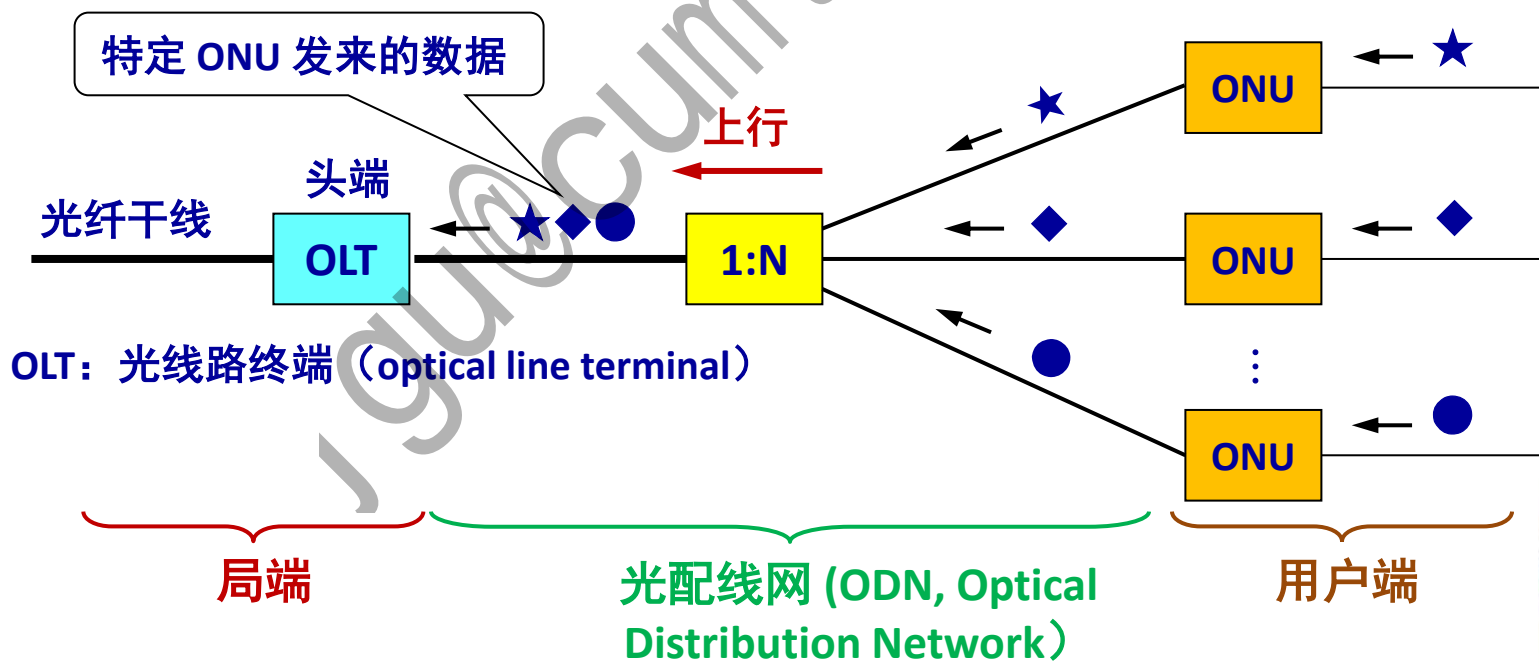 特定 ONU 发来的数据
上行
头端
光纤干线
OLT
1:N
ONU
ONU
⋮
ONU
OLT：光线路终端（optical line terminal）
局端
光配线网 (ODN, Optical
Distribution Network）
用户端
gu@cum